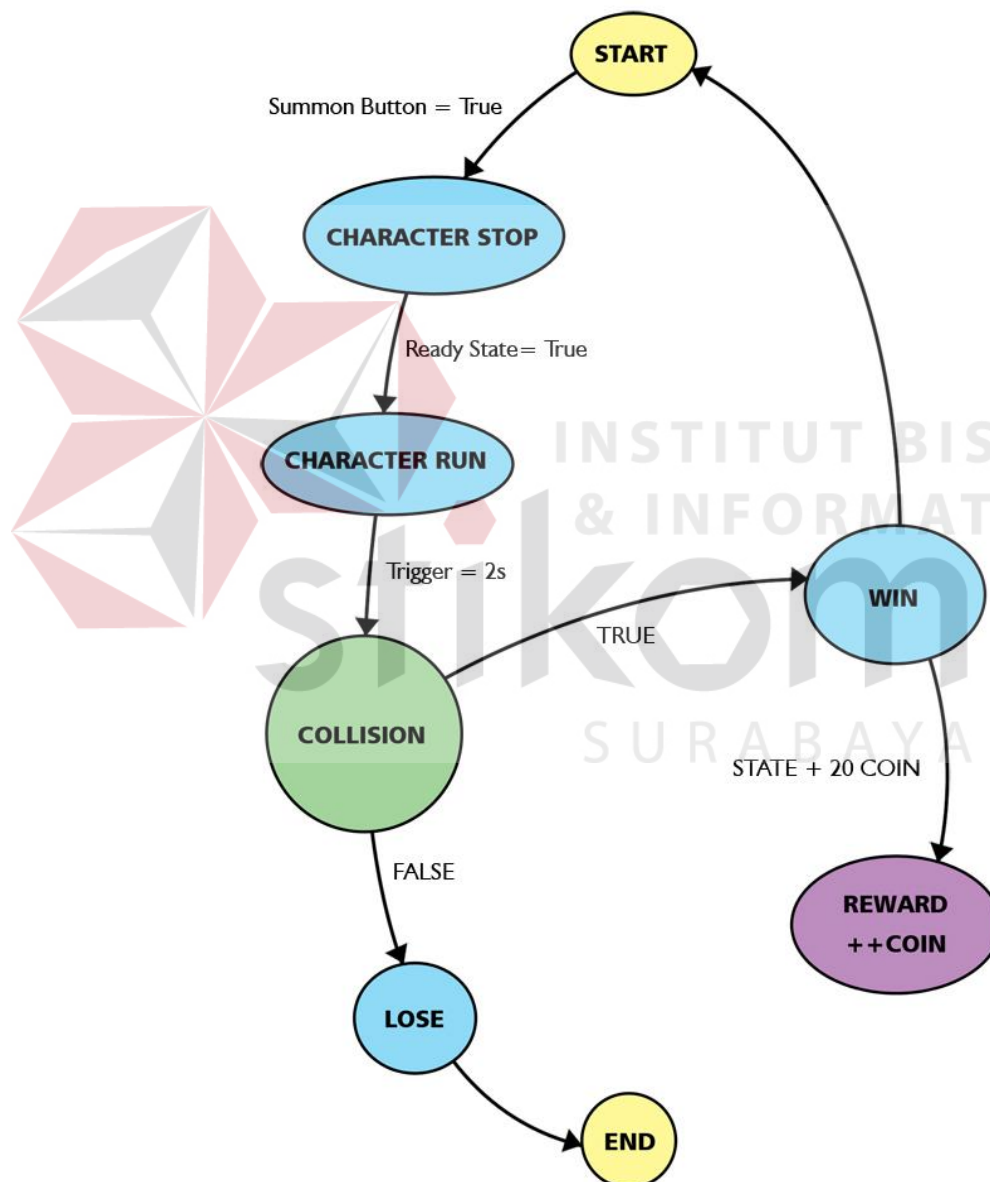 START
Summon Button = True
CHARACTER STOP
Ready State= True
CHARACTER RUN
INSTITUT BIS
& INFORMAT
Trigger = 2s
stikom
WIN
TRUE
COLLISION
SURABAYA
STATE + 20 COIN
FALSE
REWARD
++COIN
LOSE
END